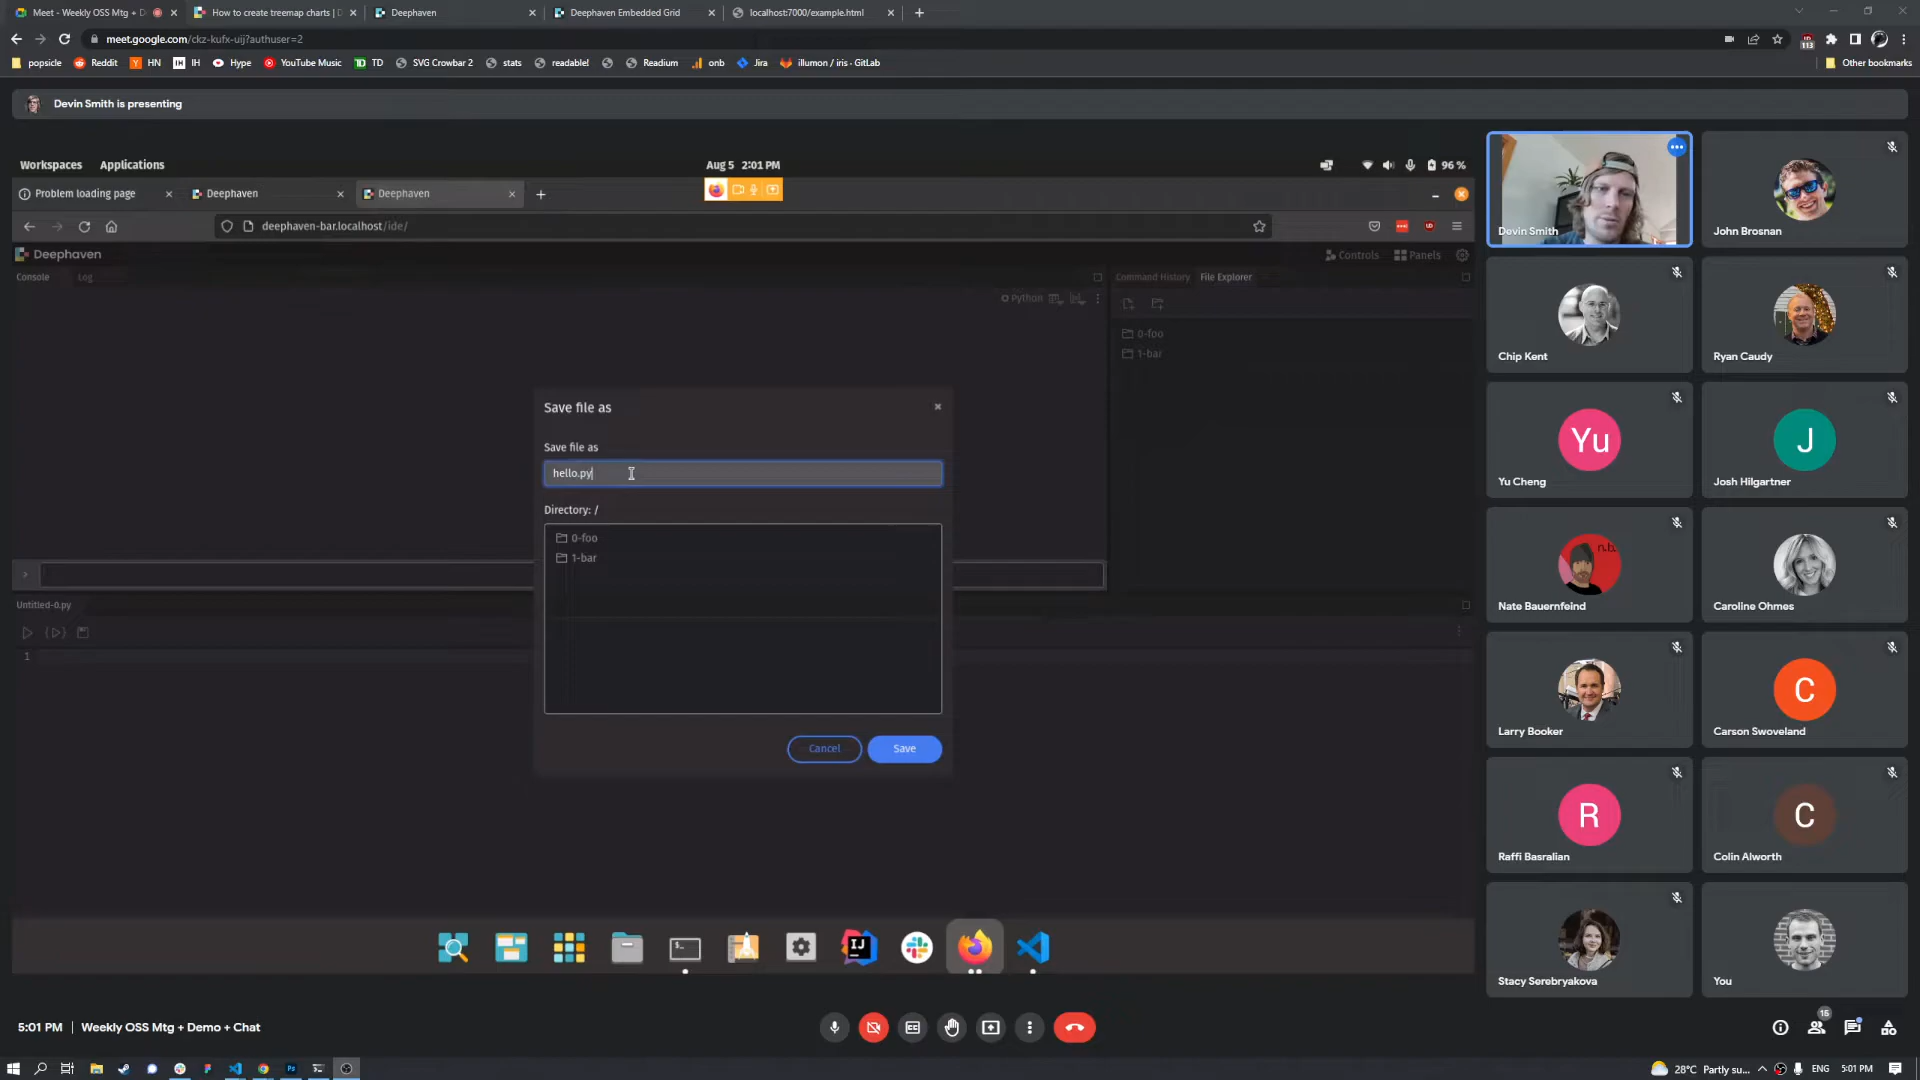 Meet - Weekly OSS Mtg + D
How to create treemap charts | D
Deephaven
Deephaven Embedded Grid
localhost:7000/example.html
meet.google.com/ckz-kufx-uij?authuser=2
113
popsicle
Reddit
HN
IH
Hype
YouTube Music
TD
SVG Crowbar 2
stats
readable!
Readium
onb
Jira
illumon / iris · GitLab
Other bookmarks
Devin Smith is presenting
Workspaces
Applications
Aug 5 2:01 PM
96 %
Problem loading page
Deephaven
Deephaven
deephaven-bar.localhost/ide/
Deephaven
Controls
Panels
Console
Log
Command History
File Explorer
Python
0-foo
1-bar
Save file as
Save file as
hello.py
Directory: /
0-foo
1-bar
Cancel
Save
Untitled-0.py
1
Devin Smith
John Brosnan
Chip Kent
Ryan Caudy
Yu
Yu Cheng
J
Josh Hilgartner
n.b.
Nate Bauernfeind
Caroline Ohmes
Larry Booker
C
Carson Swoveland
R
Raffi Basralian
C
Colin Alworth
Stacy Serebryakova
You
IJ
5:01 PM | Weekly OSS Mtg + Demo + Chat
15
Ps
28°C Partly su...
ENG
5:01 PM